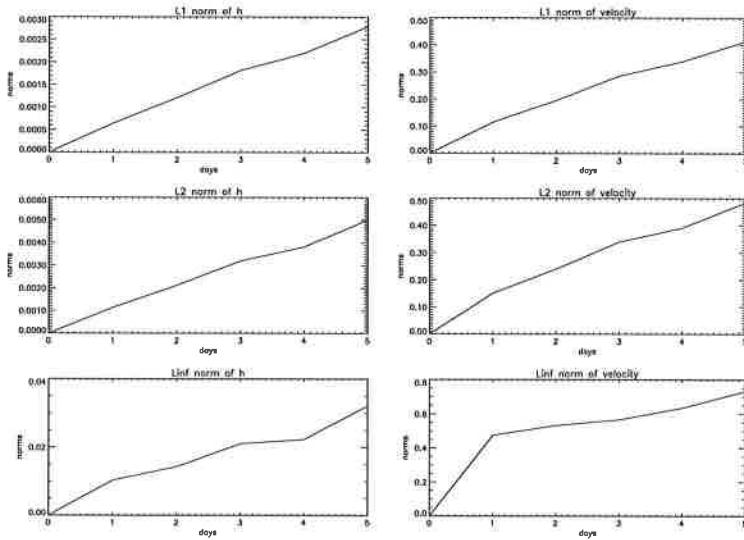 L1 norm of h
0.0030
0.0025
0.0020
0.0015
0.0010
0.0005
0.0000
norms
0 1 2 3 4 5
days
L1 norm of velocity
0.40
0.30
0.20
0.10
0.00
norms
0 1 2 3 4 5
days
L2 norm of h
0.0060
0.0050
0.0040
0.0030
0.0020
0.0010
0.0000
norms
0 1 2 3 4 5
days
L2 norm of velocity
0.50
0.40
0.30
0.20
0.10
0.00
norms
0 1 2 3 4 5
days
Linf norm of h
0.04
0.02
0.00
norms
0 1 2 3 4 5
days
Linf norm of velocity
0.8
0.6
0.4
0.2
0.0
norms
0 1 2 3 4 5
days